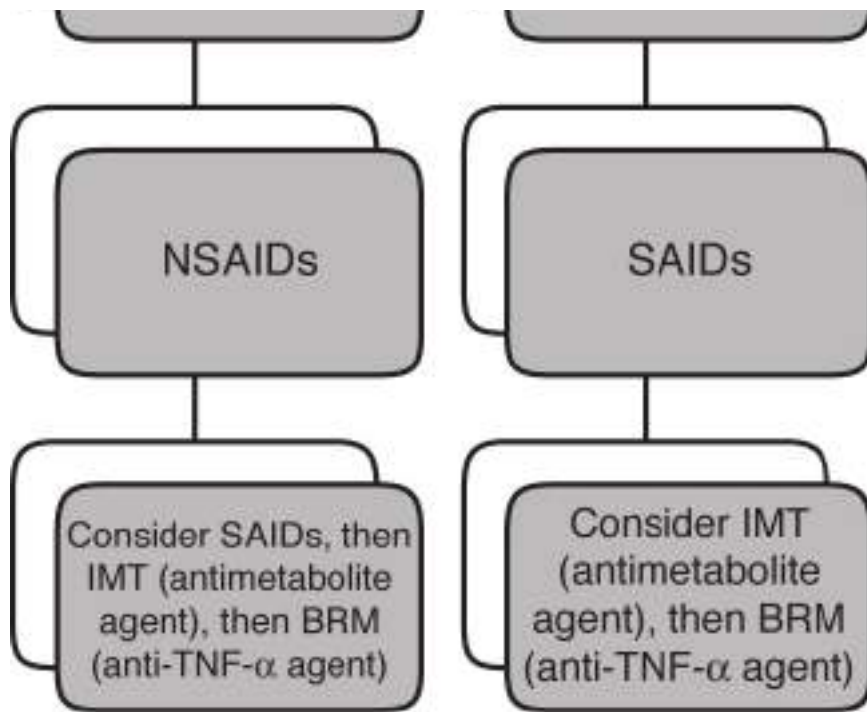 NSAIDs
SAIDs
Consider SAIDs, then
IMT (antimetabolite
agent), then BRM
(anti-TNF-α agent)
Consider IMT
(antimetabolite
agent), then BRM
(anti-TNF-α agent)